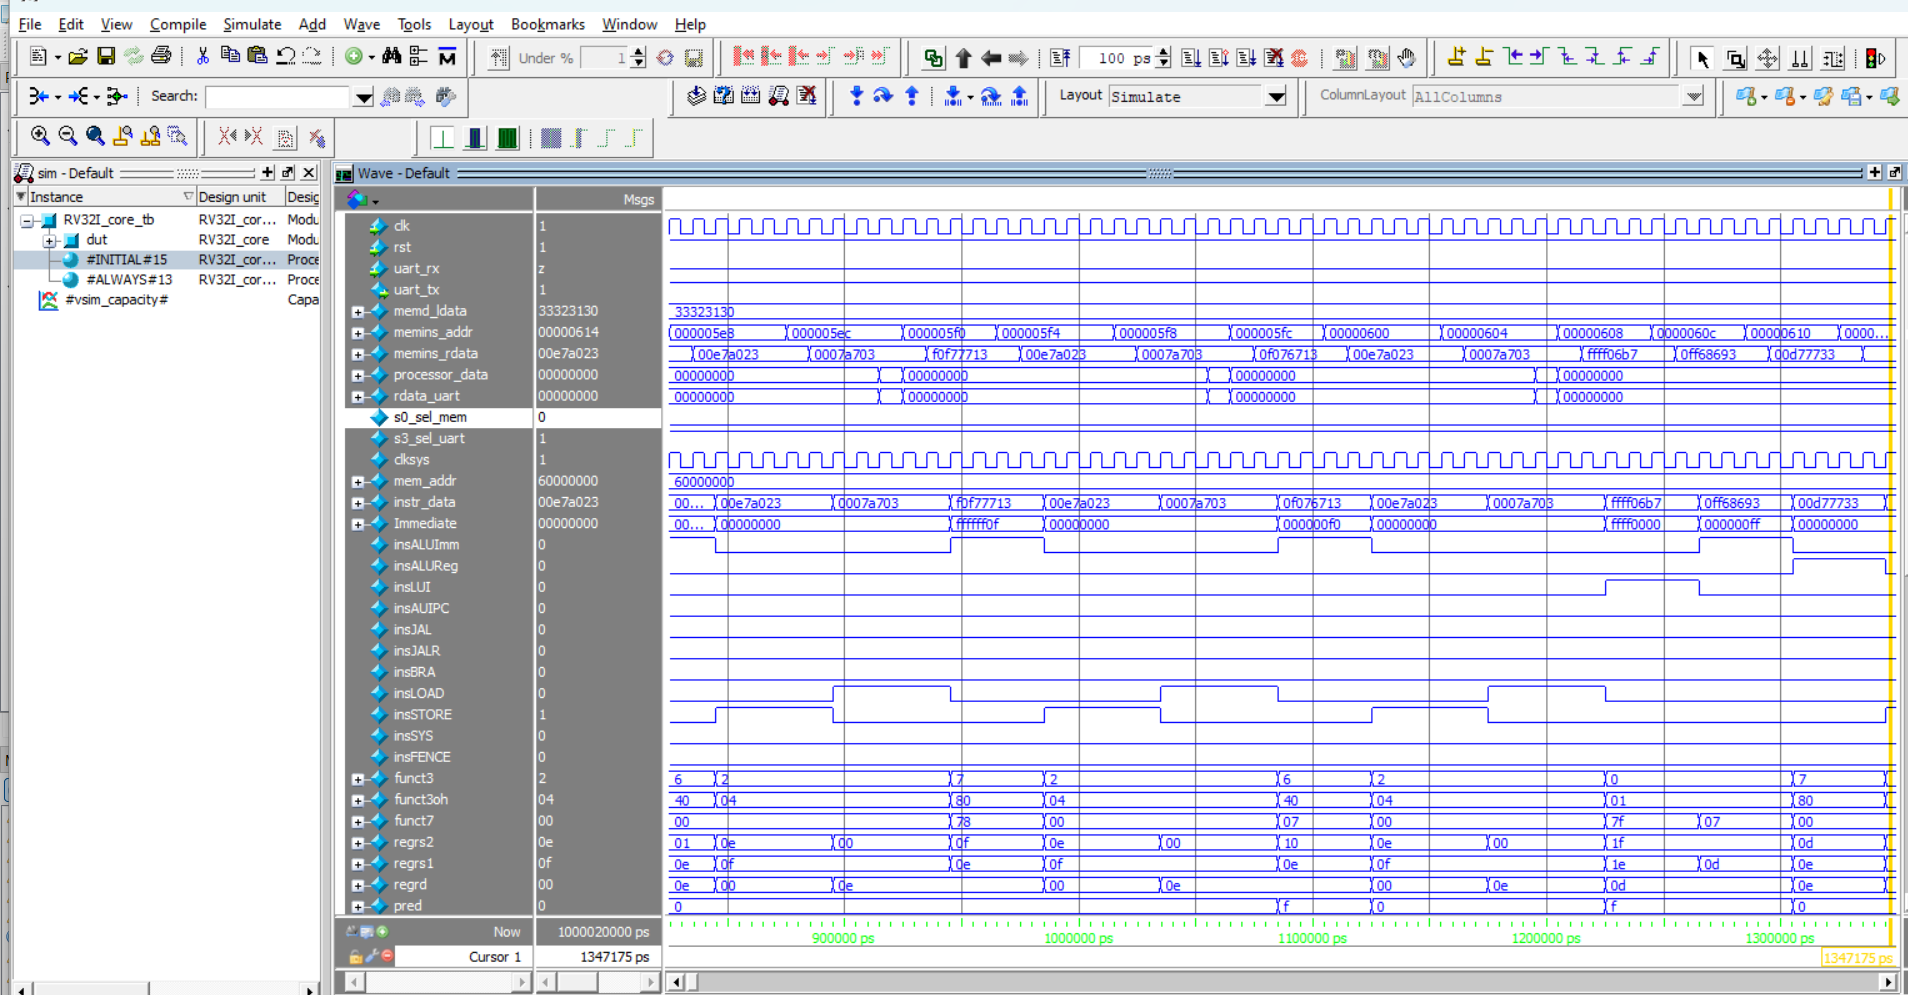 File Edit View Compile Simulate Add Wave Tools Layout Bookmarks Window Help
Under % 1 100 ps
Search: Layout Simulate ColumnLayout AllColumns
sim - Default
Instance Design unit Desig
RV32I_core_tb RV32I_cor... Modu
dut RV32I_core Modu
#INITIAL#15 RV32I_cor... Proce
#ALWAYS#13 RV32I_cor... Proce
#vsim_capacity# Capa
Wave - Default
Msgs
clk 1
rst 1
uart_rx z
uart_tx 1
memd_ldata 33323130 33323130
memins_addr 00000614 000005e8 000005ec 000005f0 000005f4 000005f8 000005fc 00000600 00000604 00000608 0000060c 00000610 0000...
memins_rdata 00e7a023 00e7a023 0007a703 f0f77713 00e7a023 0007a703 0f076713 00e7a023 0007a703 ffff06b7 0ff68693 00d77733
processor_data 00000000 00000000 00000000 00000000 00000000
rdata_uart 00000000 00000000 00000000 00000000 00000000
s0_sel_mem 0
s3_sel_uart 1
clksys 1
mem_addr 60000000 60000000
instr_data 00e7a023 00... 00e7a023 0007a703 f0f77713 00e7a023 0007a703 0f076713 00e7a023 0007a703 ffff06b7 0ff68693 00d77733
Immediate 00000000 00... 00000000 ffffff0f 00000000 000000f0 00000000 ffff0000 000000ff 00000000
insALUImm 0
insALUReg 0
insLUI 0
insAUIPC 0
insJAL 0
insJALR 0
insBRA 0
insLOAD 0
insSTORE 1
insSYS 0
insFENCE 0
funct3 2 6 2 7 2 6 2 0 7
funct3oh 04 40 04 80 04 40 04 01 80
funct7 00 00 78 00 07 00 7f 07 00
regrs2 0e 01 0e 00 0f 0e 00 10 0e 00 1f 0d
regrs1 0f 0e 0f 0e 0f 0e 0f 1e 0d 0e
regrd 00 0e 00 0e 00 0e 00 0e 0d 0e
pred 0 0 f 0 f 0
Now 1000020000 ps 900000 ps 1000000 ps 1100000 ps 1200000 ps 1300000 ps
Cursor 1 1347175 ps 1347175 ps